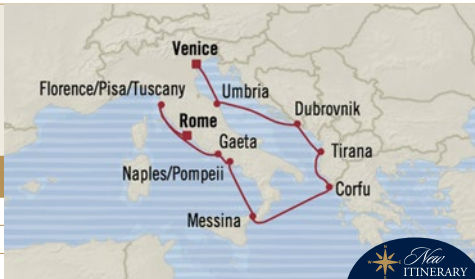 Venice
Florence/Pisa/Tuscany
Umbria
Dubrovnik
Rome
Gaeta
Tirana
Naples/Pompeii
Corfu
Messina
New
ITINERARY